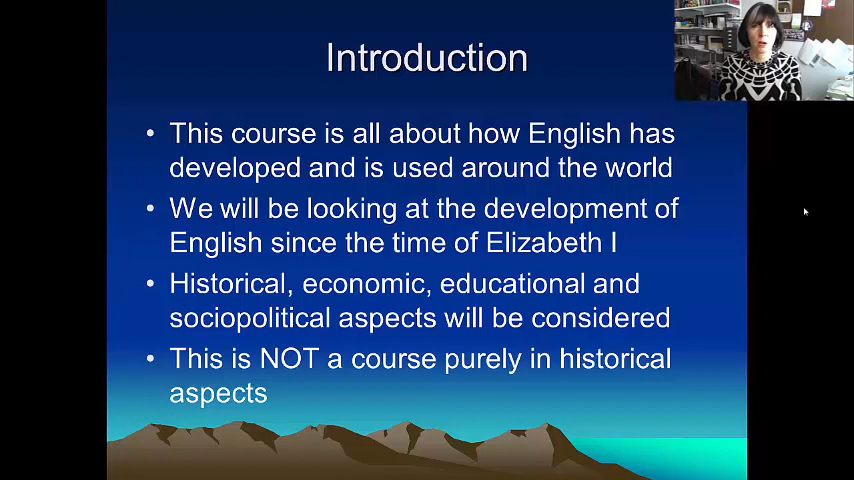 Introduction
• This course is all about how English has
developed and is used around the world
• We will be looking at the development of
English since the time of Elizabeth I
• Historical, economic, educational and
sociopolitical aspects will be considered
• This is NOT a course purely in historical
aspects